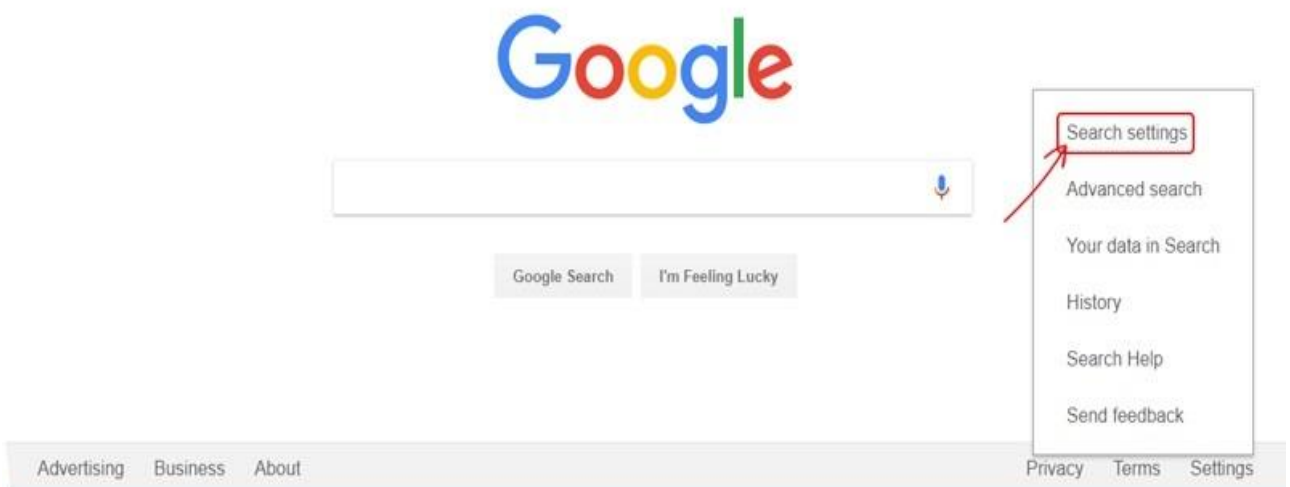 Google
Search settings
Advanced search
Your data in Search
Google Search I'm Feeling Lucky
History
Search Help
Send feedback
Advertising Business About Privacy Terms Settings